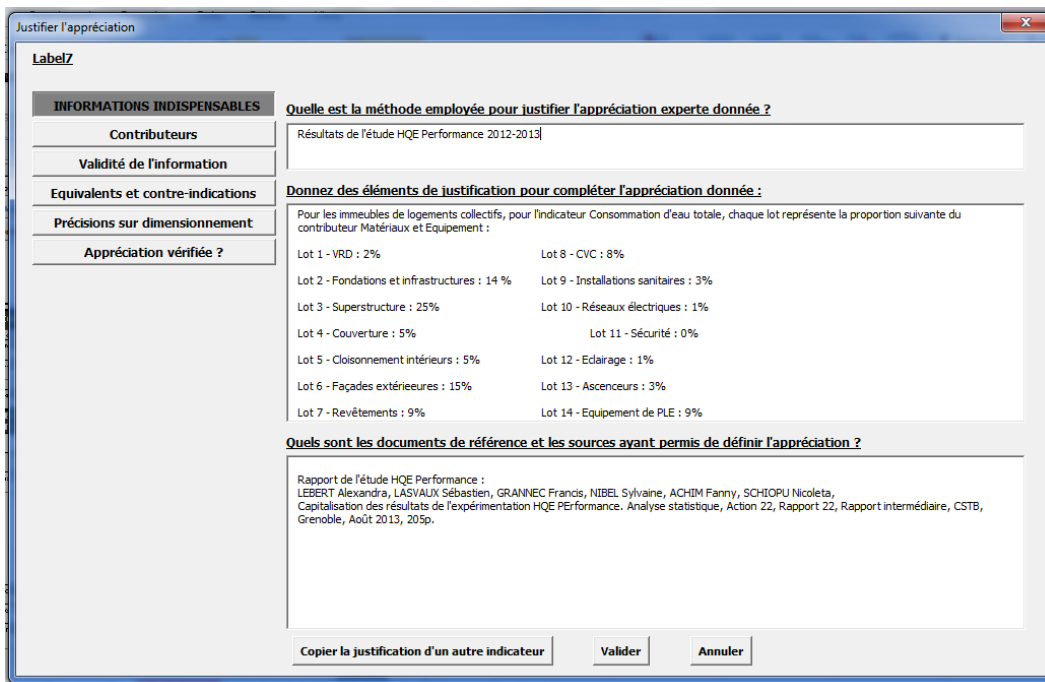 Justifier l'appréciation
Label7
INFORMATIONS INDISPENSABLES
Contributeurs
Validité de l'information
Equivalents et contre-indications
Précisions sur dimensionnement
Appréciation vérifiée ?
Quelle est la méthode employée pour justifier l'appréciation experte donnée ?
Résultats de l'étude HQE Performance 2012-2013
Donnez des éléments de justification pour compléter l'appréciation donnée :
Pour les immeubles de logements collectifs, pour l'indicateur Consommation d'eau totale, chaque lot représente la proportion suivante du
contributeur Matériaux et Equipement :
Lot 1 - VRD : 2% Lot 8 - CVC : 8%
Lot 2 - Fondations et infrastructures : 14 % Lot 9 - Installations sanitaires : 3%
Lot 3 - Superstructure : 25% Lot 10 - Réseaux électriques : 1%
Lot 4 - Couverture : 5% Lot 11 - Sécurité : 0%
Lot 5 - Cloisonnement intérieurs : 5% Lot 12 - Eclairage : 1%
Lot 6 - Façades extérieeures : 15% Lot 13 - Ascenceurs : 3%
Lot 7 - Revêtements : 9% Lot 14 - Equipement de PLE : 9%
Quels sont les documents de référence et les sources ayant permis de définir l'appréciation ?
Rapport de l'étude HQE Performance :
LEBERT Alexandra, LASVAUX Sébastien, GRANNEC Francis, NIBEL Sylvaine, ACHIM Fanny, SCHIOPU Nicoleta,
Capitalisation des résultats de l'expérimentation HQE PErformance. Analyse statistique, Action 22, Rapport 22, Rapport intermédiaire, CSTB,
Grenoble, Août 2013, 205p.
Copier la justification d'un autre indicateur Valider Annuler